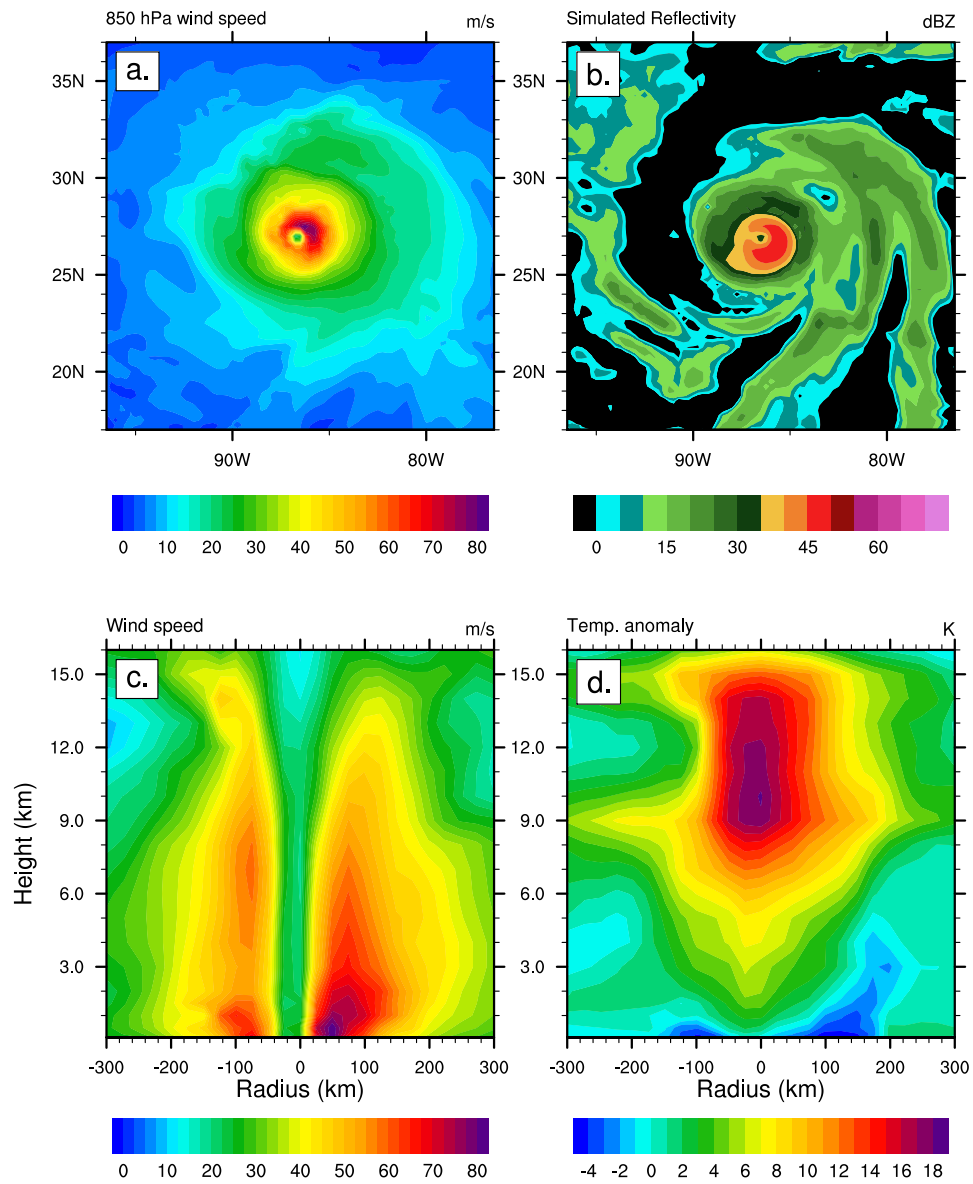 850 hPa wind speed m/s
Simulated Reflectivity dBZ
a.
b.
35N
30N
25N
20N
35N
30N
25N
20N
90W 80W
90W 80W
0 10 20 30 40 50 60 70 80
0 15 30 45 60
Wind speed m/s
Temp. anomaly K
c.
d.
Height (km)
15.0
12.0
9.0
6.0
3.0
15.0
12.0
9.0
6.0
3.0
-300 -200 -100 0 100 200 300
-300 -200 -100 0 100 200 300
Radius (km)
Radius (km)
0 10 20 30 40 50 60 70 80
-4 -2 0 2 4 6 8 10 12 14 16 18